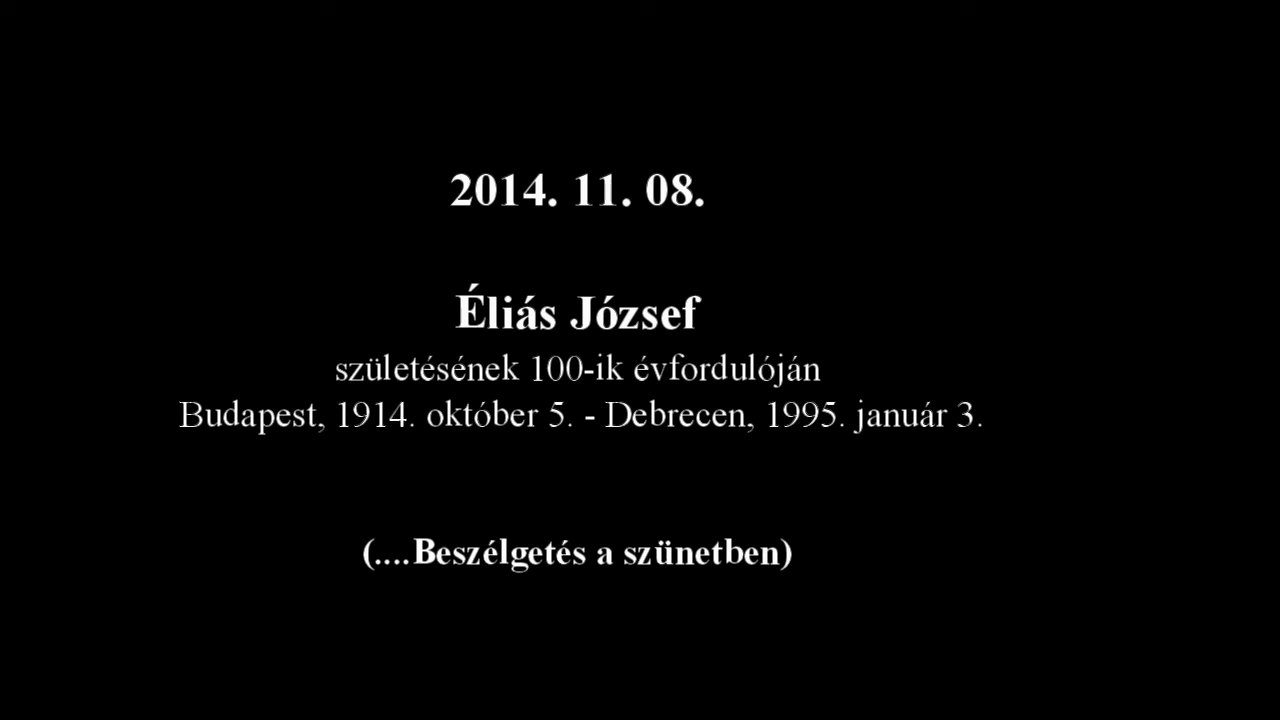 2014. 11. 08.
Éliás József
születésének 100-ik évfordulóján
Budapest, 1914. október 5. - Debrecen, 1995. január 3.
(....Beszélgetés a szünetben)